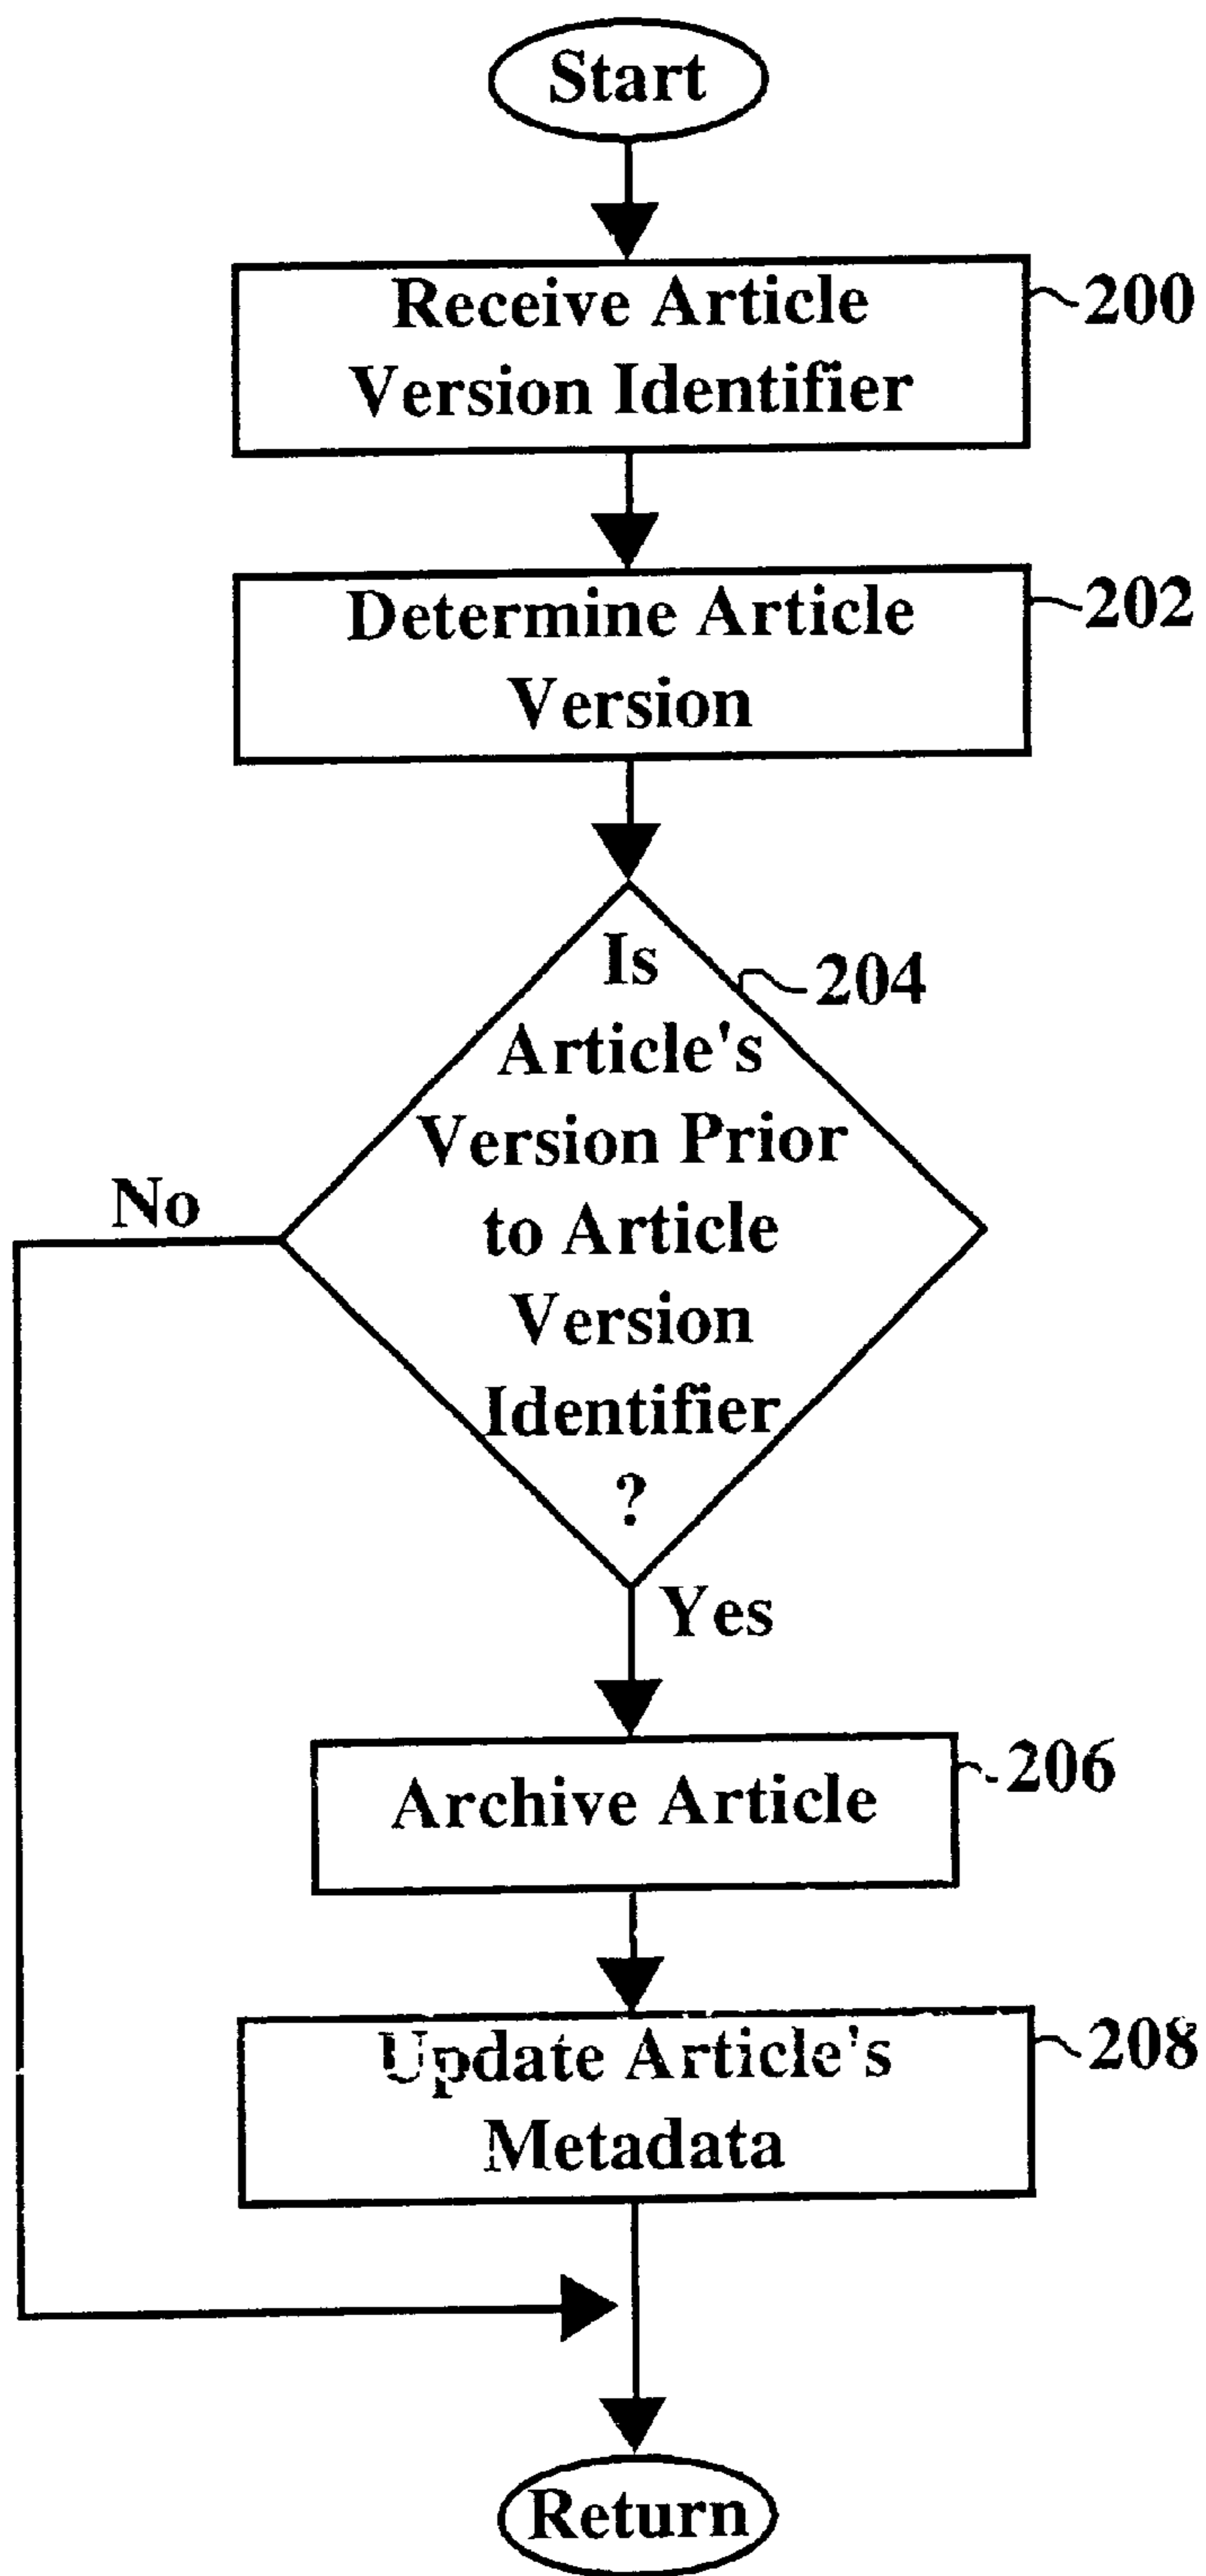 Start
Receive Article
Version Identifier
200
Determine Article
Version
202
Is
Article's
Version Prior
to Article
Version
Identifier
?
204
No
Yes
Archive Article
206
Update Article's
Metadata
208
Return